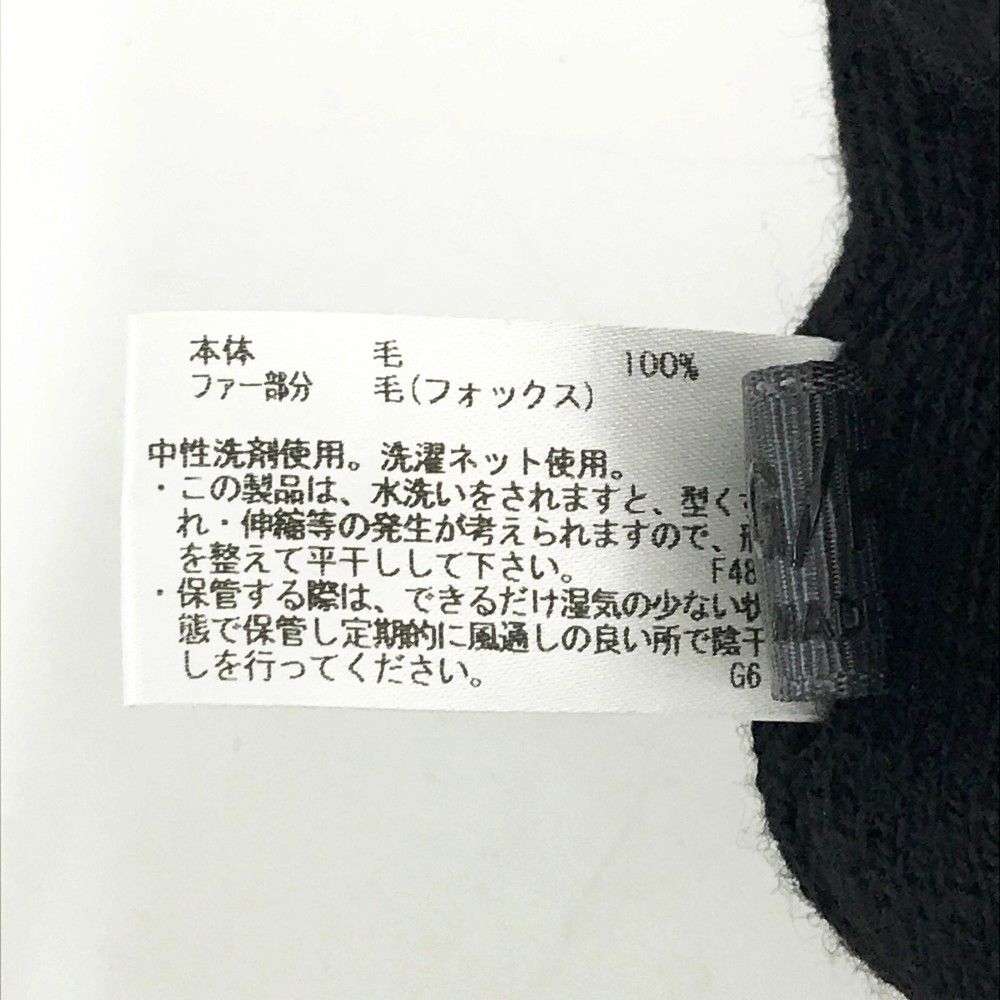 本体 毛 100%
ファー部分 毛(フォックス)
中性洗剤使用。洗濯ネット使用。
・この製品は、水洗いをされますと、型く
れ・伸縮等の発生が考えられますので、形
を整えて平干しして下さい。 F48
・保管する際は、できるだけ湿気の少ない状
態で保管し定期的に風通しの良い所で陰干
しを行ってください。 G6